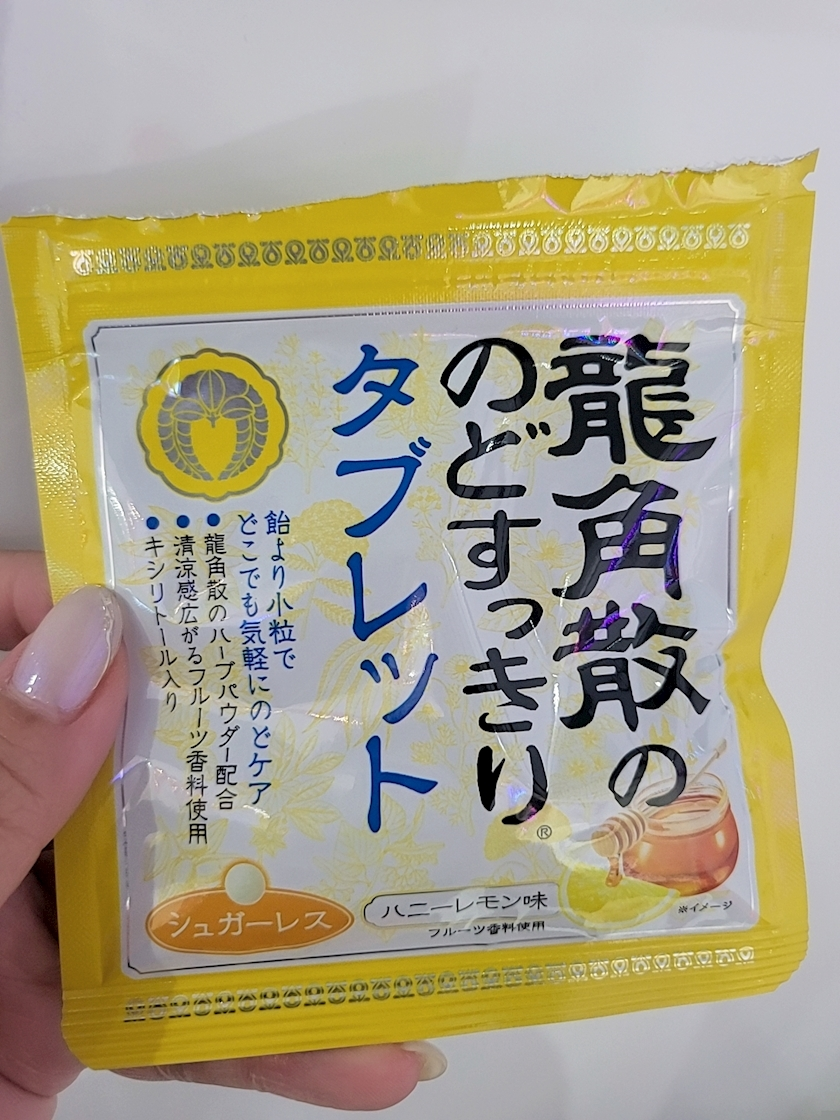 龍角散の
のどすっきり®
タブレット
飴より小粒で
どこでも気軽にのどケア
●龍角散のハーブパウダー配合
●清涼感広がるフルーツ香料使用
●キシリトール入り
シュガーレス
ハニーレモン味
フルーツ香料使用
※イメージ